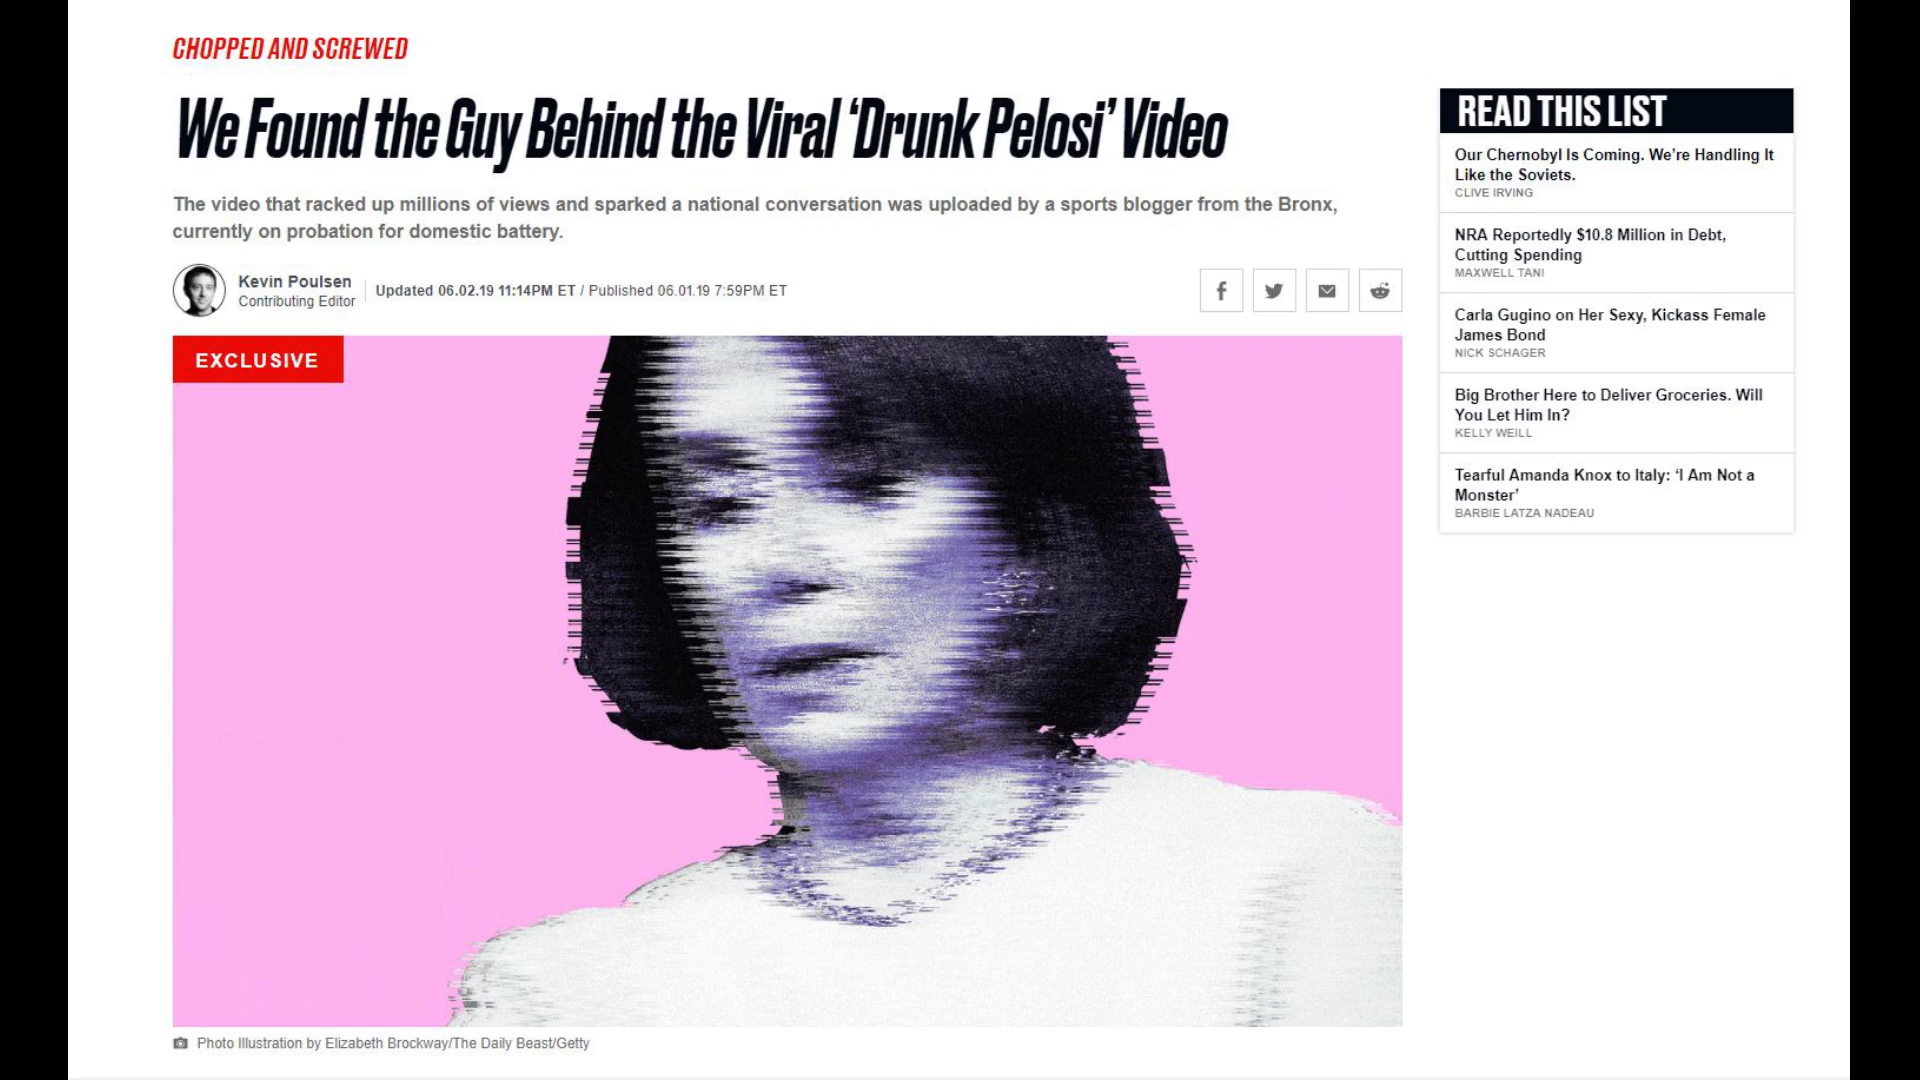 CHOPPED AND SCREWED
We Found the Guy Behind the Viral ‘Drunk Pelosi’ Video
The video that racked up millions of views and sparked a national conversation was uploaded by a sports blogger from the Bronx,
currently on probation for domestic battery.
Kevin Poulsen
Contributing Editor
Updated 06.02.19 11:14PM ET / Published 06.01.19 7:59PM ET
EXCLUSIVE
Photo Illustration by Elizabeth Brockway/The Daily Beast/Getty
READ THIS LIST
Our Chernobyl Is Coming. We’re Handling It
Like the Soviets.
CLIVE IRVING
NRA Reportedly $10.8 Million in Debt,
Cutting Spending
MAXWELL TANI
Carla Gugino on Her Sexy, Kickass Female
James Bond
NICK SCHAGER
Big Brother Here to Deliver Groceries. Will
You Let Him In?
KELLY WEILL
Tearful Amanda Knox to Italy: ‘I Am Not a
Monster’
BARBIE LATZA NADEAU